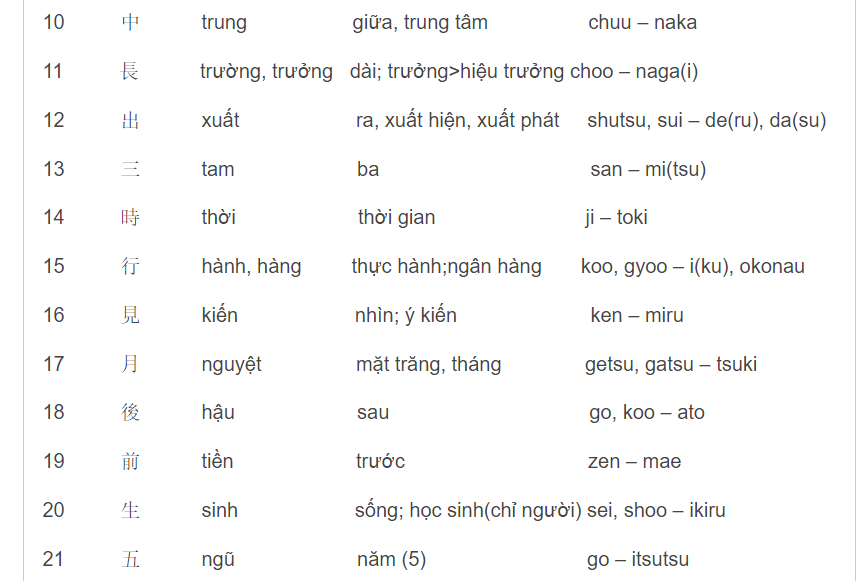 10 中 trung giữa, trung tâm chuu – naka
11 長 trường, trưởng dài; trưởng>hiệu trưởng choo – naga(i)
12 出 xuất ra, xuất hiện, xuất phát shutsu, sui – de(ru), da(su)
13 三 tam ba san – mi(tsu)
14 時 thời thời gian ji – toki
15 行 hành, hàng thực hành;ngân hàng koo, gyoo – i(ku), okonau
16 見 kiến nhìn; ý kiến ken – miru
17 月 nguyệt mặt trăng, tháng getsu, gatsu – tsuki
18 後 hậu sau go, koo – ato
19 前 tiền trước zen – mae
20 生 sinh sống; học sinh(chỉ người) sei, shoo – ikiru
21 五 ngũ năm (5) go – itsutsu